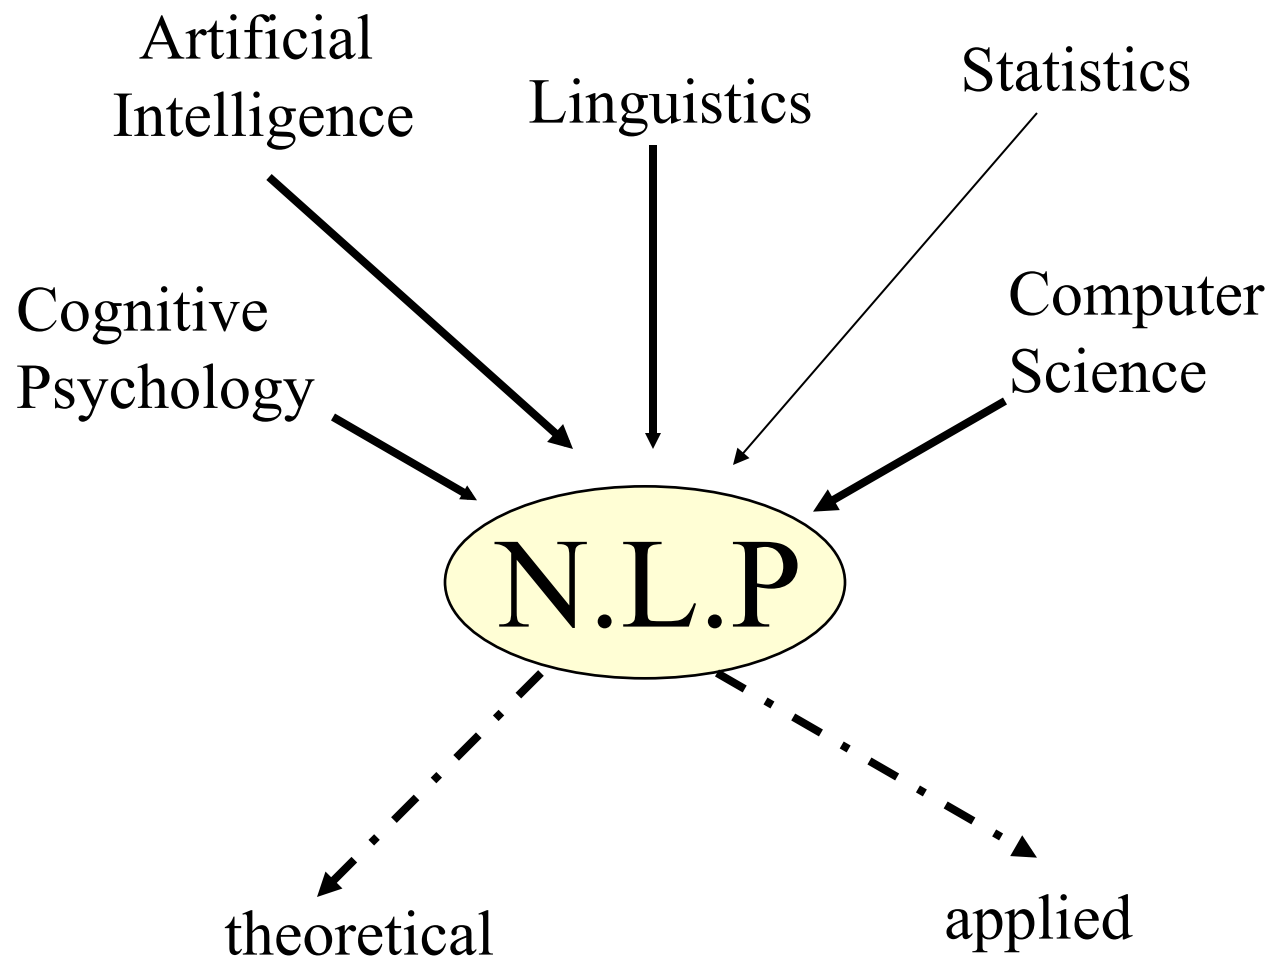 Artificial
Intelligence
Linguistics
Statistics
Cognitive
Psychology
Computer
Science
N.L.P
theoretical
applied